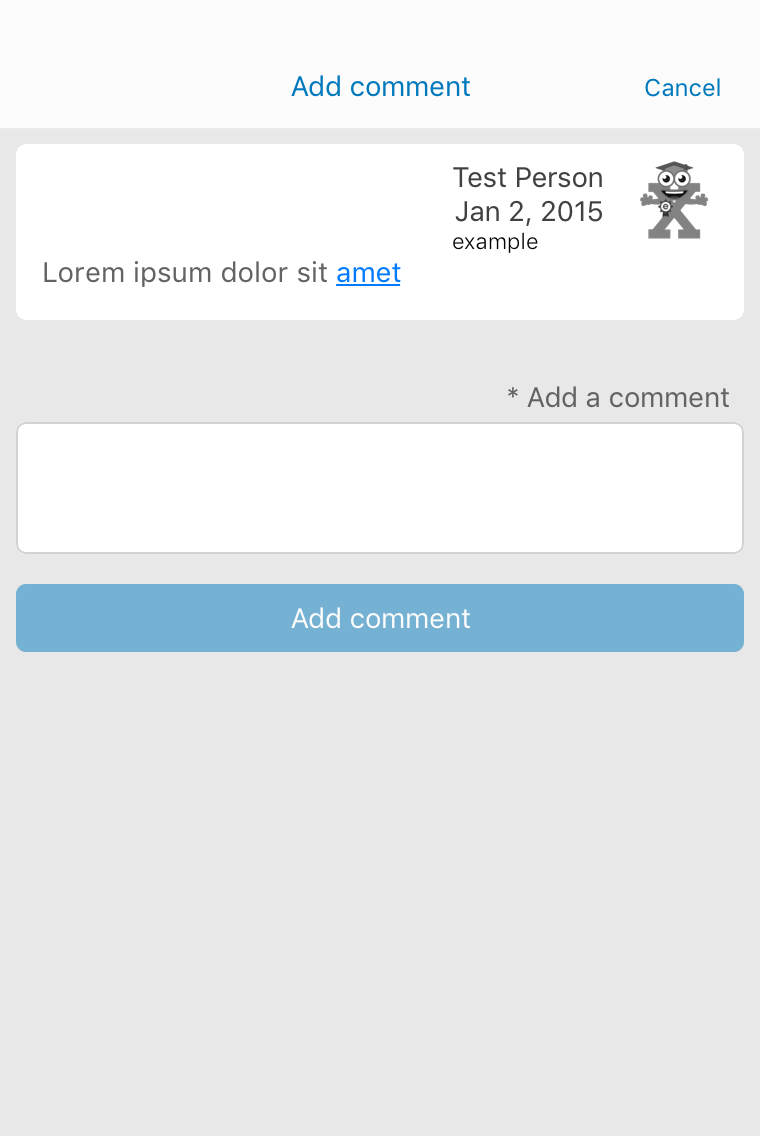 Add comment
Cancel
Test Person
Jan 2, 2015
example
Lorem ipsum dolor sit amet
* Add a comment
Add comment